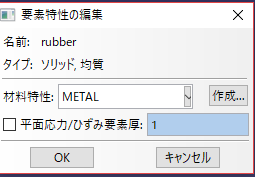 要素特性の編集
名前: rubber
タイプ: ソリッド, 均質
材料特性: METAL 作成...
平面応力/ひずみ要素厚: 1
OK キャンセル